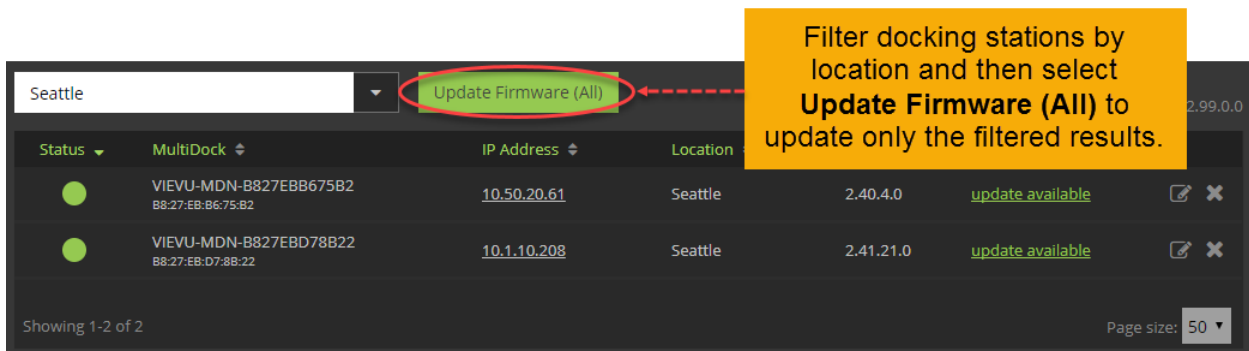 Filter docking stations by
location and then select
Update Firmware (All) to
update only the filtered results.
Seattle
Update Firmware (All)
2.99.0.0
Status MultiDock IP Address Location
VIEVU-MDN-B827EBB675B2 10.50.20.61 Seattle 2.40.4.0 update available
B8:27:EB:B6:75:B2
VIEVU-MDN-B827EBD78B22 10.1.10.208 Seattle 2.41.21.0 update available
B8:27:EB:D7:8B:22
Showing 1-2 of 2
Page size: 50